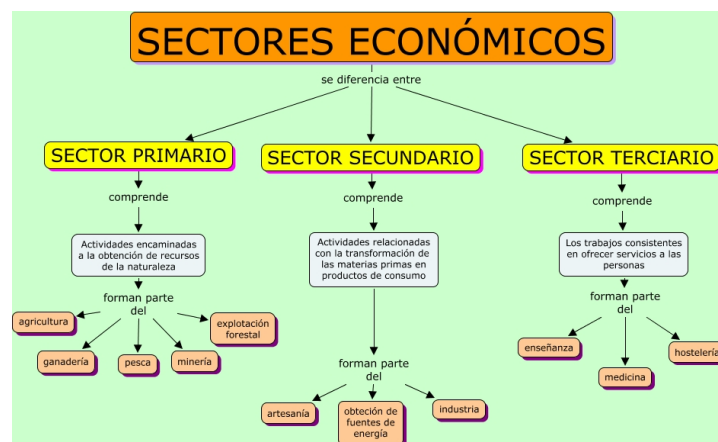 SECTORES ECONÓMICOS
se diferencia entre
SECTOR PRIMARIO
SECTOR SECUNDARIO
SECTOR TERCIARIO
comprende
comprende
comprende
Actividades encaminadas
a la obtención de recursos
de la naturaleza
Actividades relacionadas
con la transformación de
las materias primas en
productos de consumo
Los trabajos consistentes
en ofrecer servicios a las
personas
forman parte
del
agricultura
ganadería
pesca
minería
explotación
forestal
forman parte
del
artesanía
obteción de
fuentes de
energía
industria
forman parte
del
enseñanza
medicina
hostelería